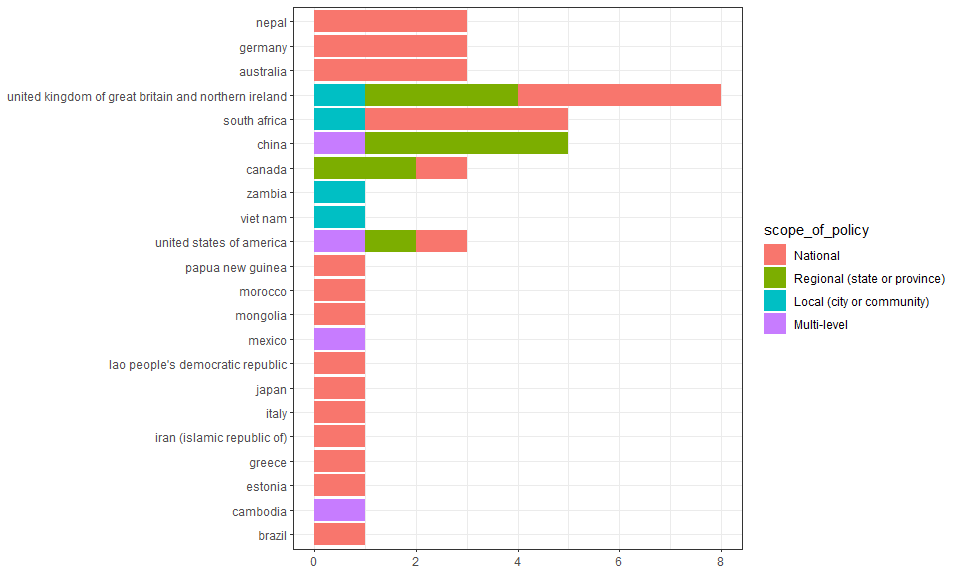 nepal
germany
australia
united kingdom of great britain and northern ireland
south africa
china
canada
zambia
viet nam
united states of america
papua new guinea
morocco
mongolia
mexico
lao people's democratic republic
japan
italy
iran (islamic republic of)
greece
estonia
cambodia
brazil
0 2 4 6 8
scope_of_policy
National
Regional (state or province)
Local (city or community)
Multi-level